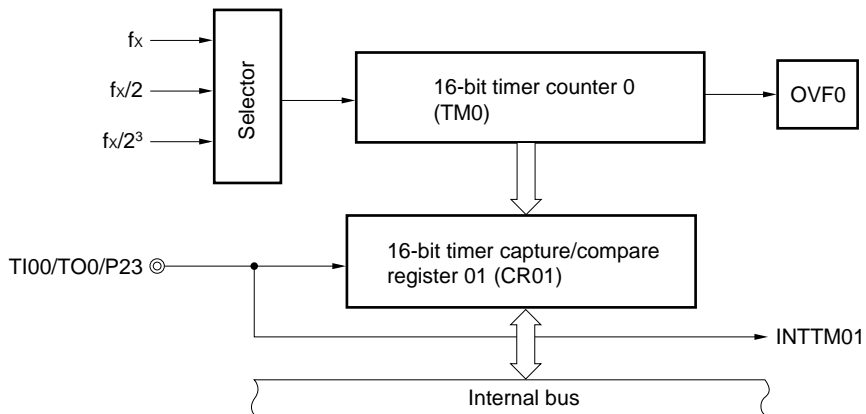 fX
fX/2
fX/2³
Selector
16-bit timer counter 0
(TM0)
OVF0
TI00/TO0/P23
16-bit timer capture/compare
register 01 (CR01)
INTTM01
Internal bus